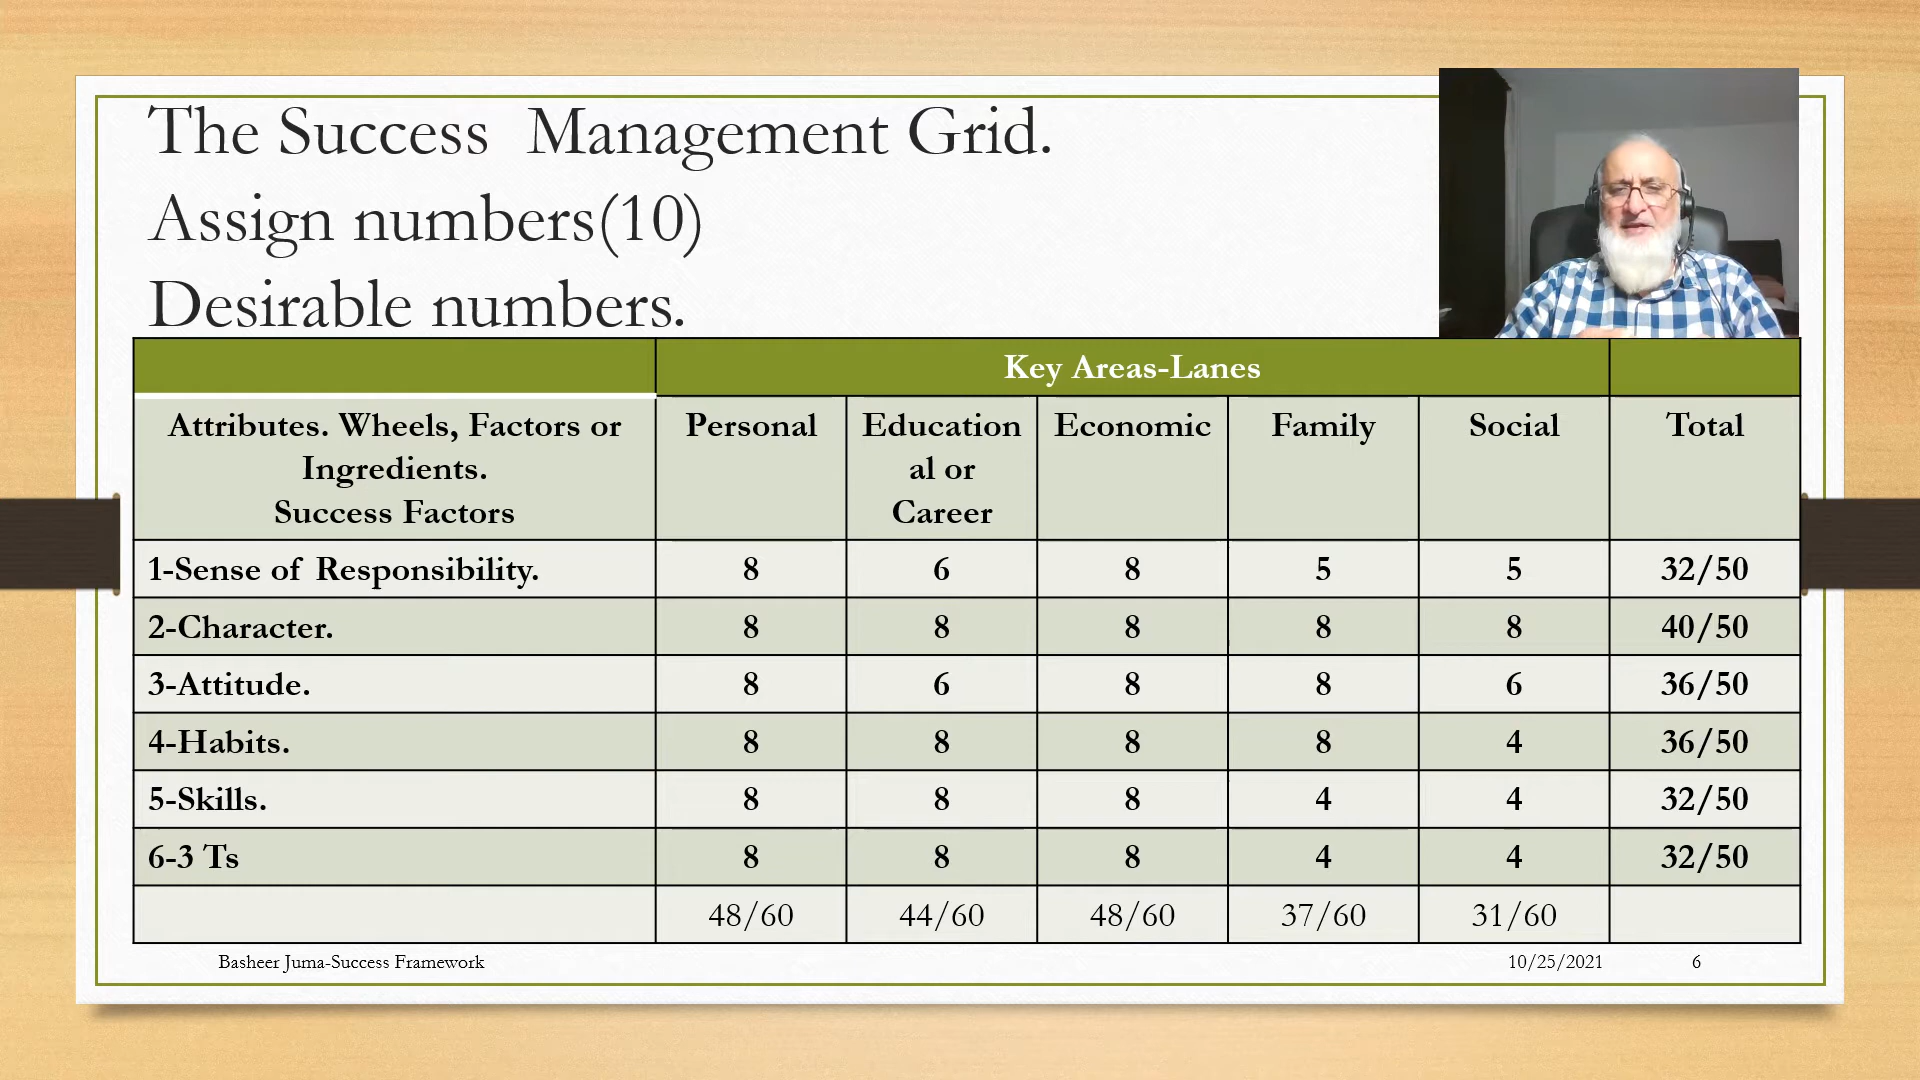 The Success  Management Grid.
Assign numbers(10)
Desirable numbers.
Key Areas-Lanes
Attributes. Wheels, Factors or
Ingredients.
Success Factors
Personal
Education
al or
Career
Economic
Family
Social
Total
1-Sense of Responsibility. 8 6 8 5 5 32/50
2-Character. 8 8 8 8 8 40/50
3-Attitude. 8 6 8 8 6 36/50
4-Habits. 8 8 8 8 4 36/50
5-Skills. 8 8 8 4 4 32/50
6-3 Ts 8 8 8 4 4 32/50
48/60 44/60 48/60 37/60 31/60
Basheer Juma-Success Framework 10/25/2021 6